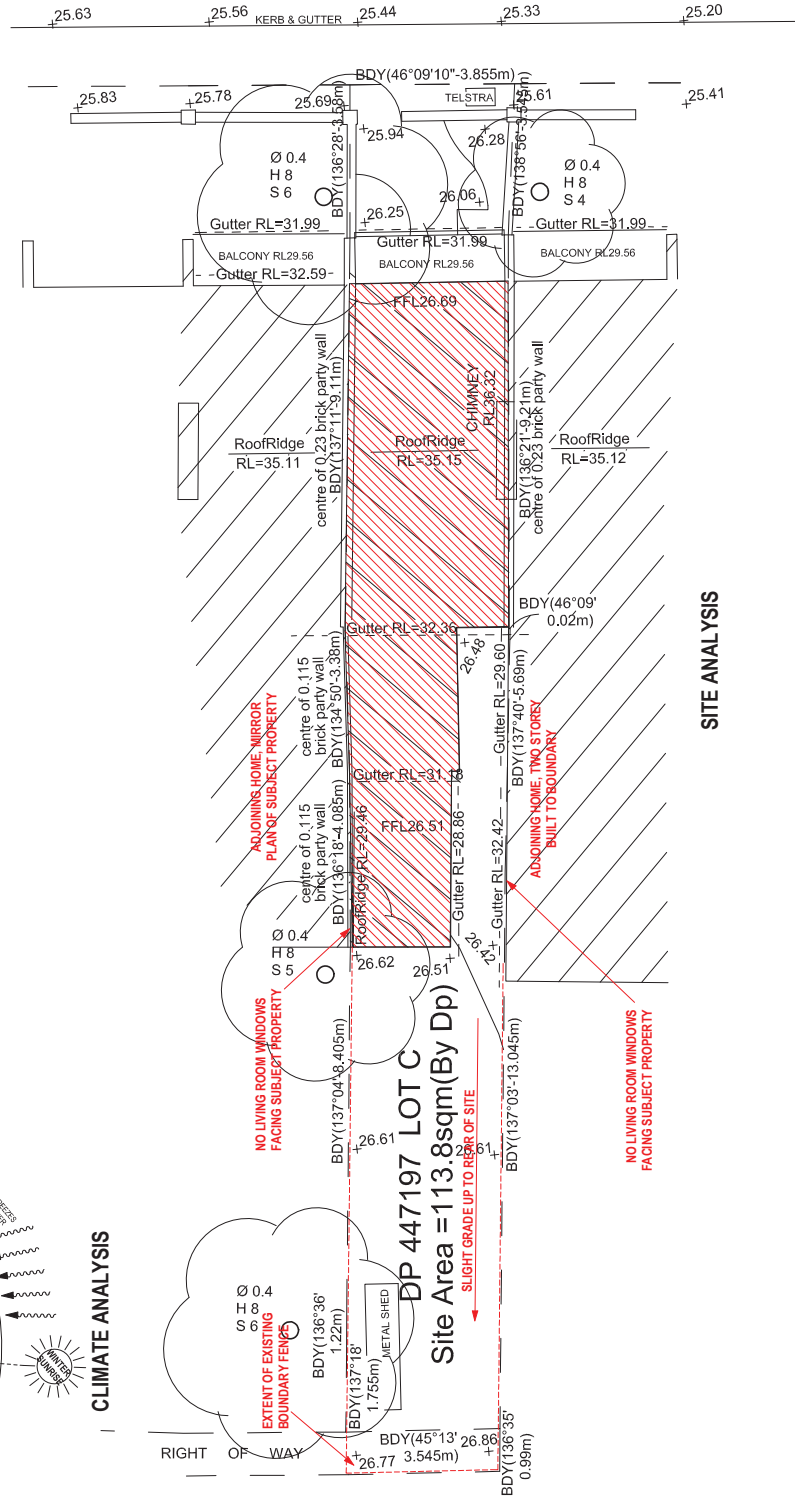 25.63
25.56
KERB & GUTTER
25.44
25.33
25.20
BDY(46°09'10"-3.855m)
25.83
25.78
25.69
TELSTRA
25.61
25.41
25.94
26.28
BDY(136°28'-3.58m)
BDY(138°56'-3.545m)
Ø 0.4
H 8
S 6
Ø 0.4
H 8
S 4
26.06
26.25
Gutter RL=31.99
Gutter RL=31.99
Gutter RL=31.99
BALCONY RL29.56
BALCONY RL29.56
BALCONY RL29.56
Gutter RL=32.59
FFL26.69
CHIMNEY
RL36.32
centre of 0.23 brick party wall
BDY(137°11'-9.11m)
BDY(136°21'-9.21m)
centre of 0.23 brick party wall
RoofRidge
RL=35.11
RoofRidge
RL=35.15
RoofRidge
RL=35.12
BDY(46°09'
0.02m)
Gutter RL=32.36
26.48
SITE ANALYSIS
centre of 0.115
brick party wall
BDY(134°50'-3.38m)
Gutter RL=29.60
BDY(137°40'-5.69m)
ADJOINING HOME, MIRROR
PLAN OF SUBJECT PROPERTY
ADJOINING HOME, TWO STOREY
BUILT TO BOUNDARY
Gutter RL=31.18
FFL26.51
centre of 0.115
brick party wall
BDY(136°18'-4.085m)
RoofRidge RL=29.46
Gutter RL=28.86
Gutter RL=32.42
Ø 0.4
H 8
S 5
26.62
26.51
26.42
NO LIVING ROOM WINDOWS
FACING SUBJECT PROPERTY
NO LIVING ROOM WINDOWS
FACING SUBJECT PROPERTY
BDY(137°04'-8.405m)
BDY(137°03'-13.045m)
26.61
26.61
DP 447197 LOT C
Site Area =113.8sqm(By Dp)
SLIGHT GRADE UP TO REAR OF SITE
CLIMATE ANALYSIS
WINTER
SUNRISE
Ø 0.4
H 8
S 6
EXTENT OF EXISTING
BOUNDARY FENCE
BDY(136°36'
1.22m)
METAL SHED
BDY(137°18'
1.755m)
RIGHT OF WAY
BDY(45°13'
3.545m)
26.77
26.86
BDY(136°35'
0.99m)